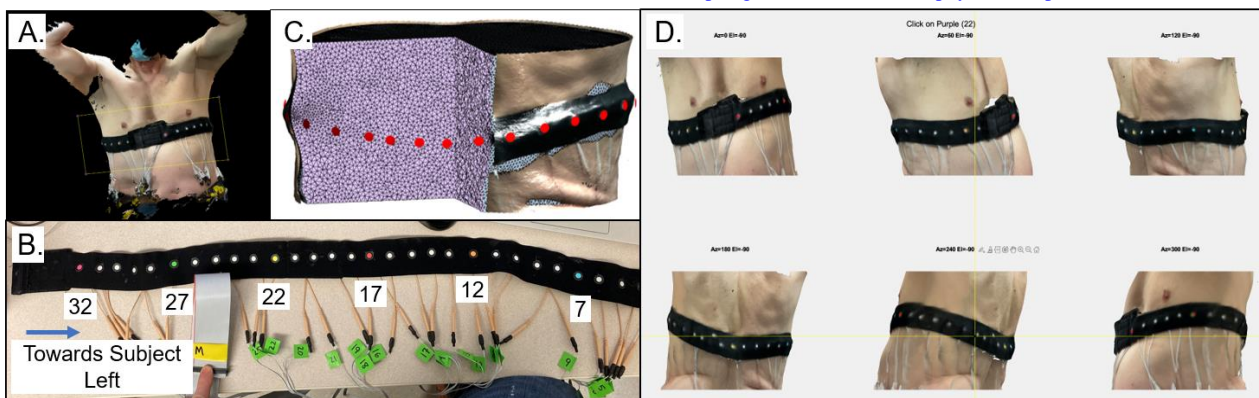 A.
C.
D.
Click on Purple (22)
Az=0 El=-90
Az=60 El=-90
Az=120 El=-90
B.
32
27
22
17
12
7
M
Towards Subject
Left
Az=180 El=-90
Az=240 El=-90
Az=300 El=-90